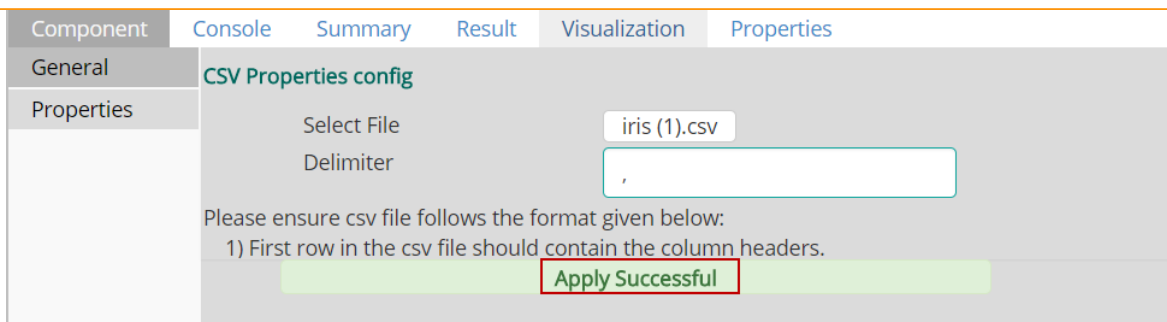 Component Console Summary Result Visualization Properties
General
CSV Properties config
Properties
Select File iris (1).csv
Delimiter ,
Please ensure csv file follows the format given below:
1) First row in the csv file should contain the column headers.
Apply Successful